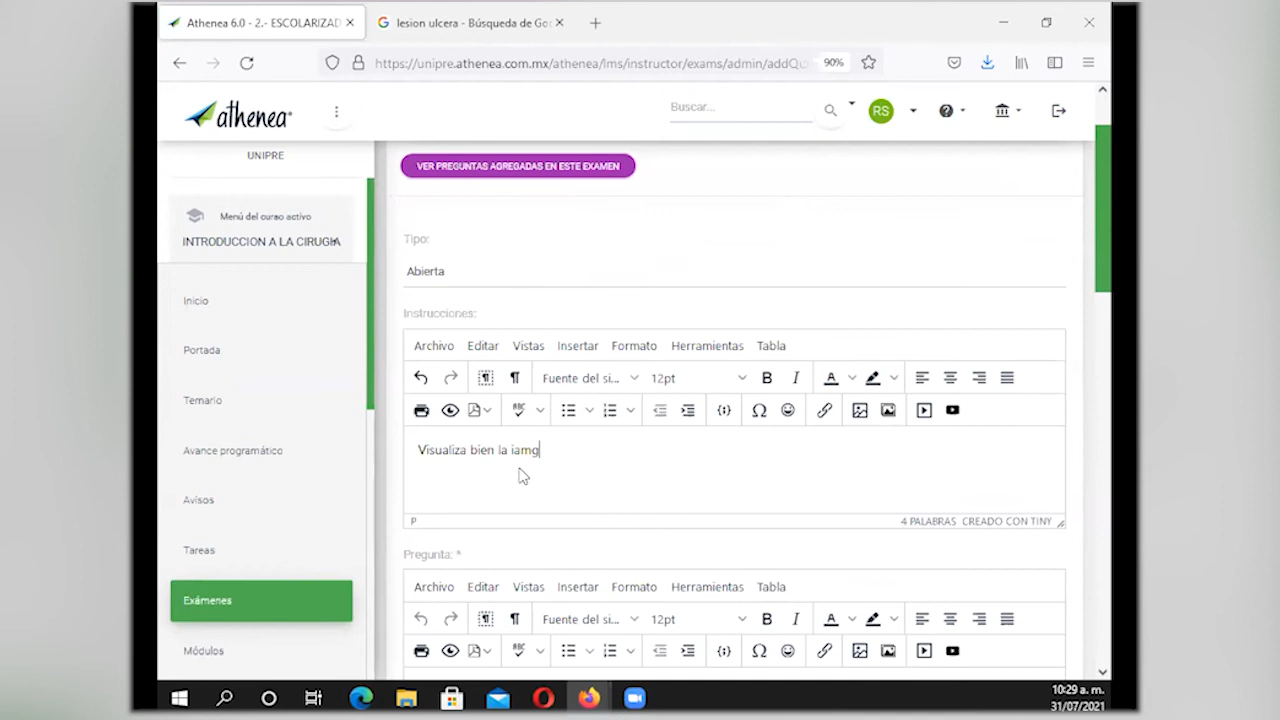 Athenea 6.0 - 2.- ESCOLARIZAD
lesion ulcera - Búsqueda de Go
https://unipre.athenea.com.mx/athenea/lms/instructor/exams/admin/addQu
90%
athenea®
Buscar...
RS
UNIPRE
VER PREGUNTAS AGREGADAS EN ESTE EXAMEN
Menú del curso activo
INTRODUCCION A LA CIRUGIA
Inicio
Portada
Temario
Avance programático
Avisos
Tareas
Exámenes
Módulos
Tipo:
Abierta
Instrucciones:
Archivo Editar Vistas Insertar Formato Herramientas Tabla
Fuente del si... 12pt B I A
ABC
Visualiza bien la iamg
P 4 PALABRAS CREADO CON TINY
Pregunta: *
Archivo Editar Vistas Insertar Formato Herramientas Tabla
Fuente del si... 12pt B I A
ABC
10:29 a. m.
31/07/2021